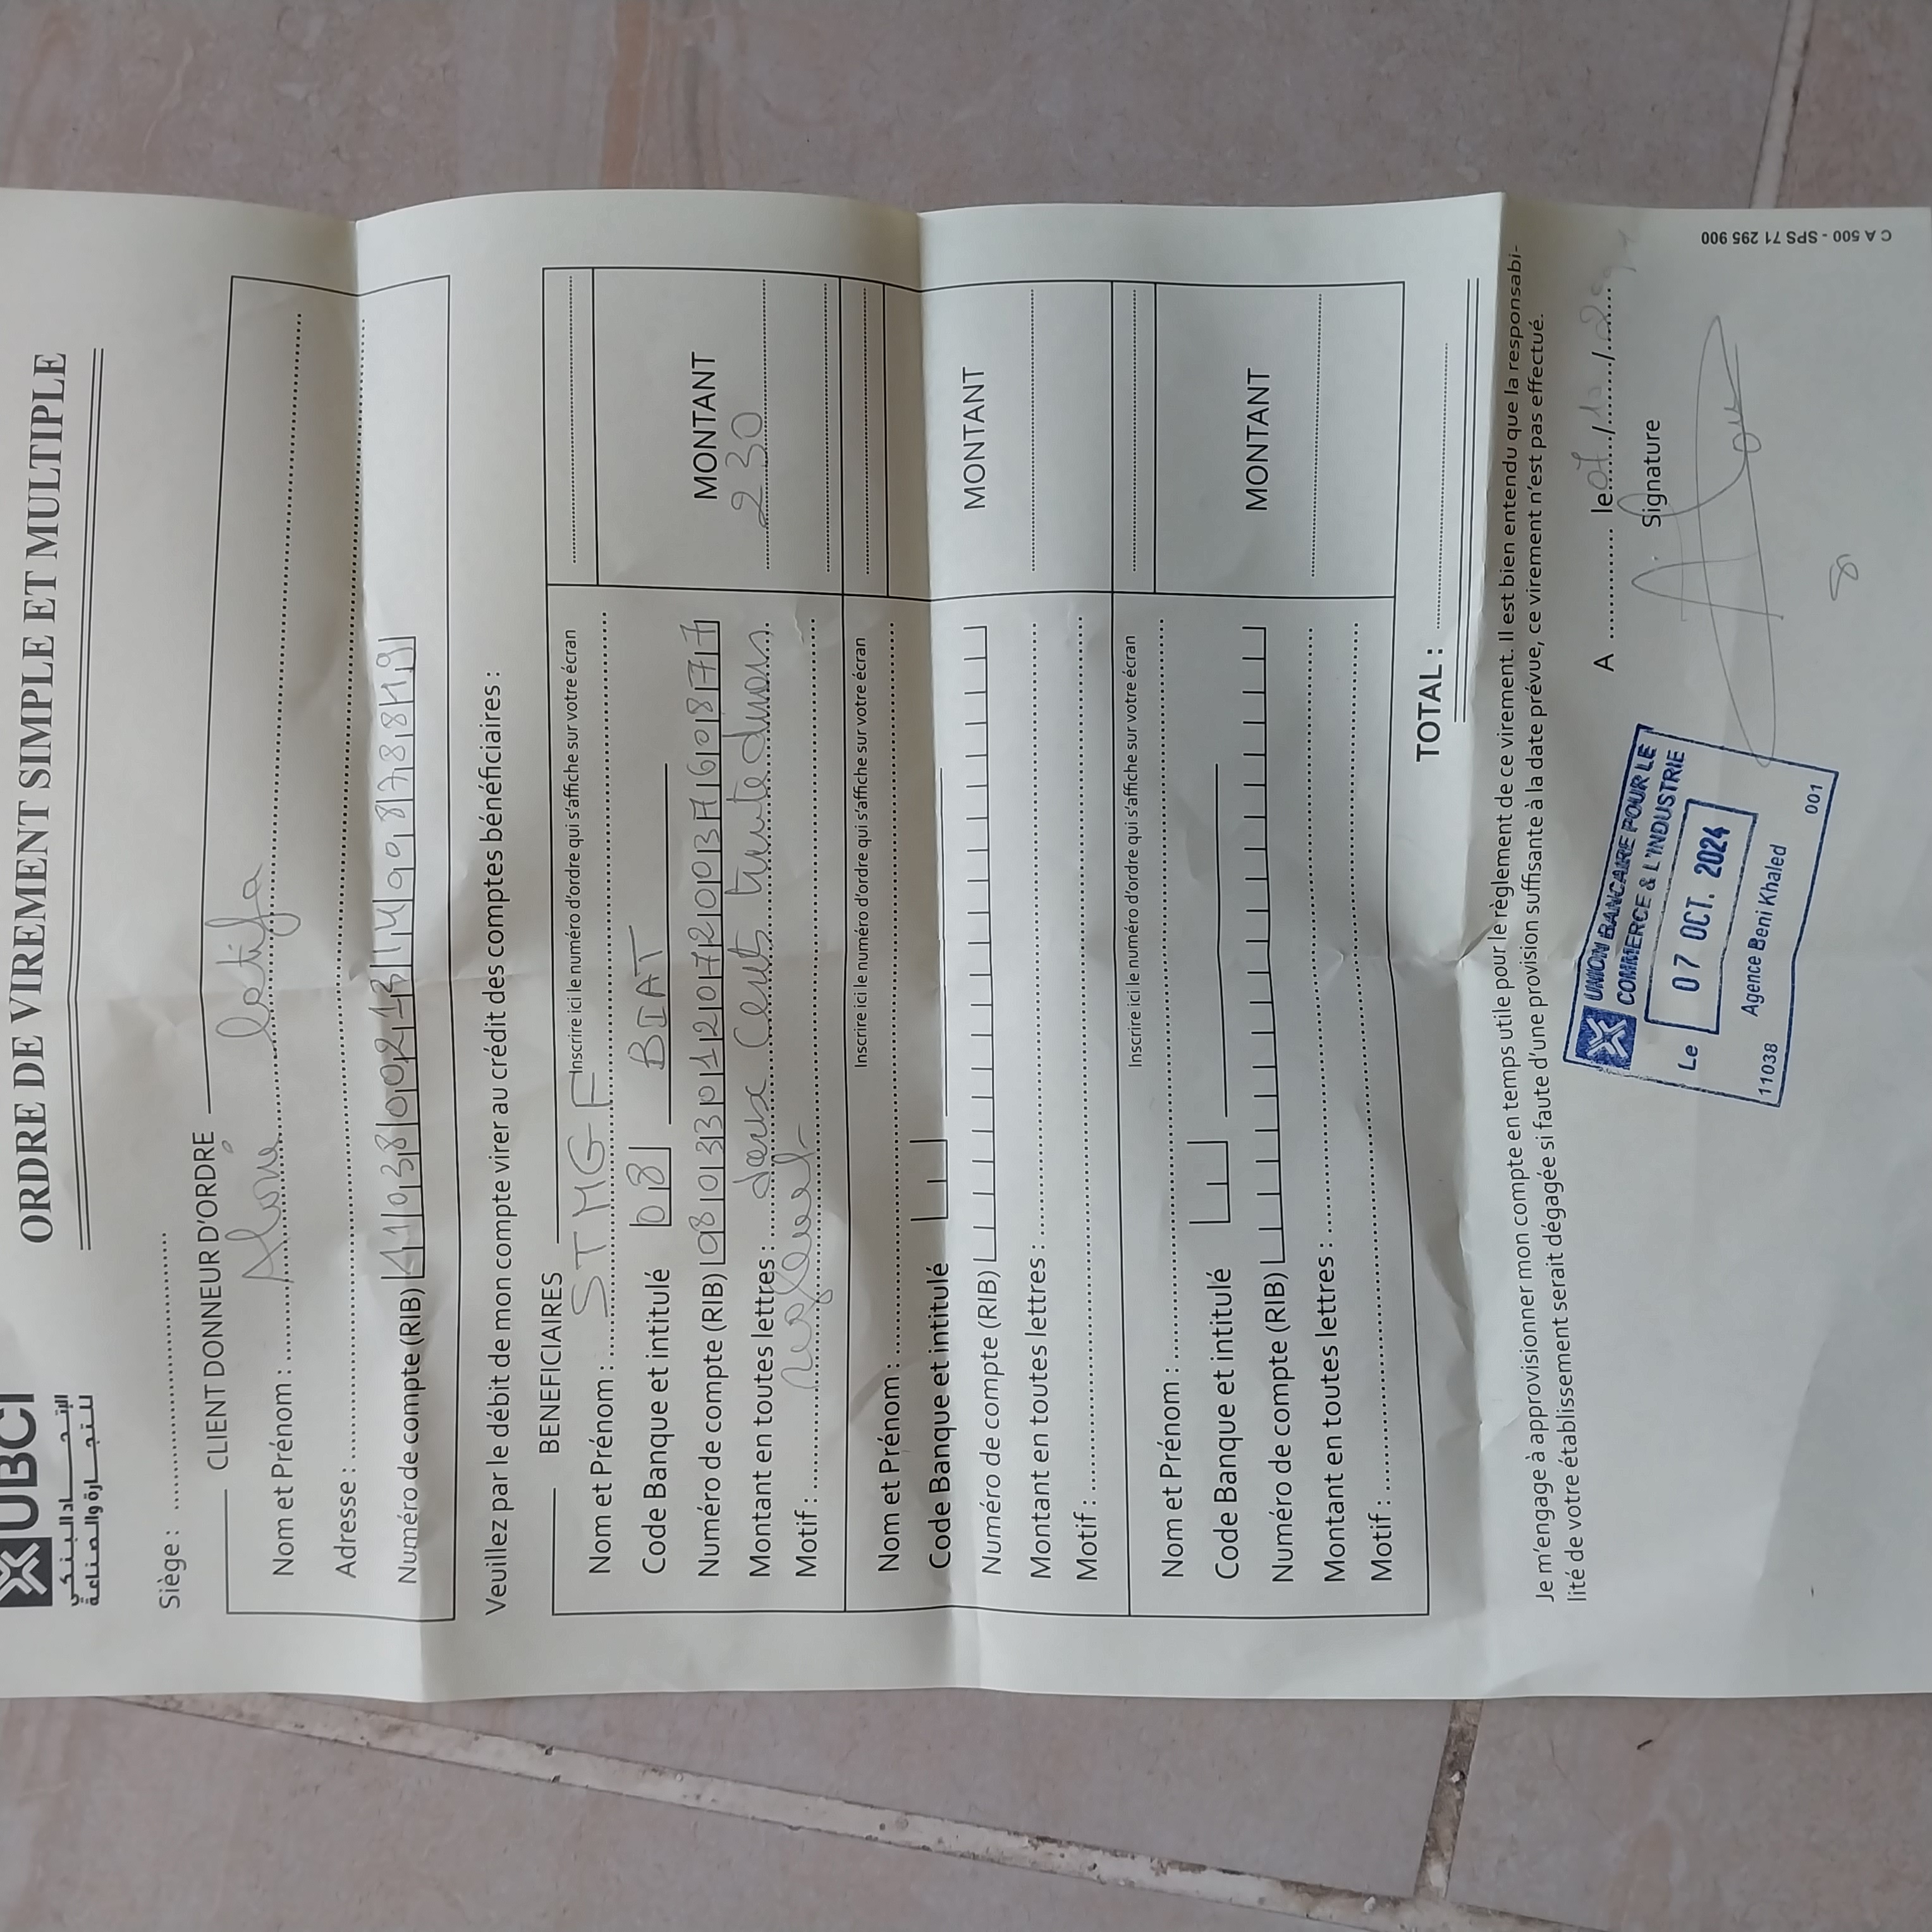 UBCI
الإتحـــاد البـنـكـي
للتجـــارة والصناعة
ORDRE DE VIREMENT SIMPLE ET MULTIPLE
Siège : ...........................
CLIENT DONNEUR D'ORDRE
Nom et Prénom : letifa
Adresse :
Numéro de compte (RIB)
Veuillez par le débit de mon compte virer au crédit des comptes bénéficiaires :
BENEFICIAIRES
Inscrire ici le numéro d'ordre qui s'affiche sur votre écran
Nom et Prénom : STMGF
Code Banque et intitulé 08 BIAT
MONTANT
Numéro de compte (RIB) 08033012072003760877
230
Montant en toutes lettres : deux cent trente dinars
Motif :
Inscrire ici le numéro d'ordre qui s'affiche sur votre écran
Nom et Prénom :
Code Banque et intitulé
MONTANT
Numéro de compte (RIB)
Montant en toutes lettres :
Motif :
Inscrire ici le numéro d'ordre qui s'affiche sur votre écran
Nom et Prénom :
Code Banque et intitulé
MONTANT
Numéro de compte (RIB)
Montant en toutes lettres :
Motif :
TOTAL :
Je m'engage à approvisionner mon compte en temps utile pour le règlement de ce virement. Il est bien entendu que la responsabi-
lité de votre établissement serait dégagée si faute d'une provision suffisante à la date prévue, ce virement n'est pas effectué.
A ............... le 07/10/2024
Signature
UNION BANCAIRE POUR LE
COMMERCE & L'INDUSTRIE
Le 07 OCT. 2024
Agence Beni Khaled
11038 001
C A 500 - SPS 71 295 900